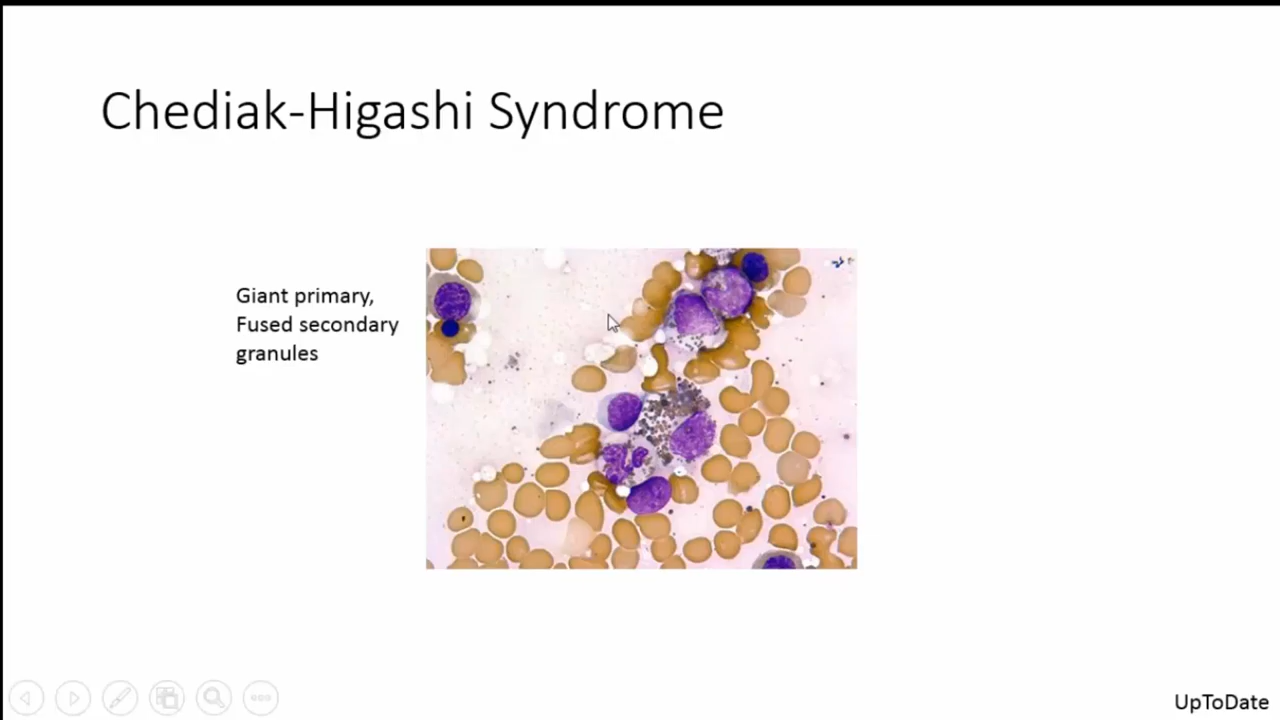 Chediak-Higashi Syndrome
Giant primary,
Fused secondary
granules
UpToDate